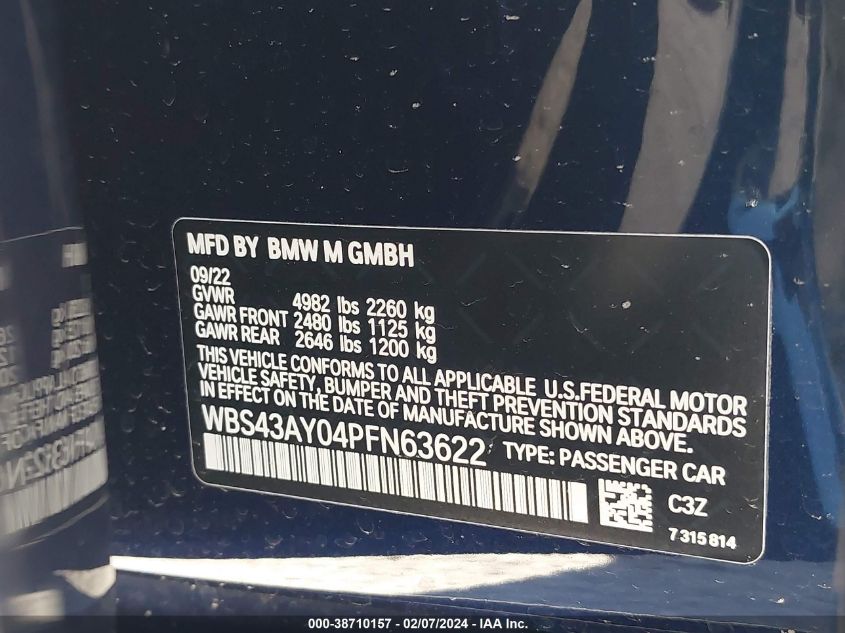 MFD BY BMW M GMBH
09/22
GVWR 4982 lbs 2260 kg
GAWR FRONT 2480 lbs 1125 kg
GAWR REAR 2646 lbs 1200 kg
THIS VEHICLE CONFORMS TO ALL APPLICABLE U.S.FEDERAL MOTOR
VEHICLE SAFETY, BUMPER AND THEFT PREVENTION STANDARDS
IN EFFECT ON THE DATE OF MANUFACTURE SHOWN ABOVE.
WBS43AY04PFN63622 TYPE: PASSENGER CAR
C3Z
7 315 814
000-38710157 - 02/07/2024 - IAA Inc.